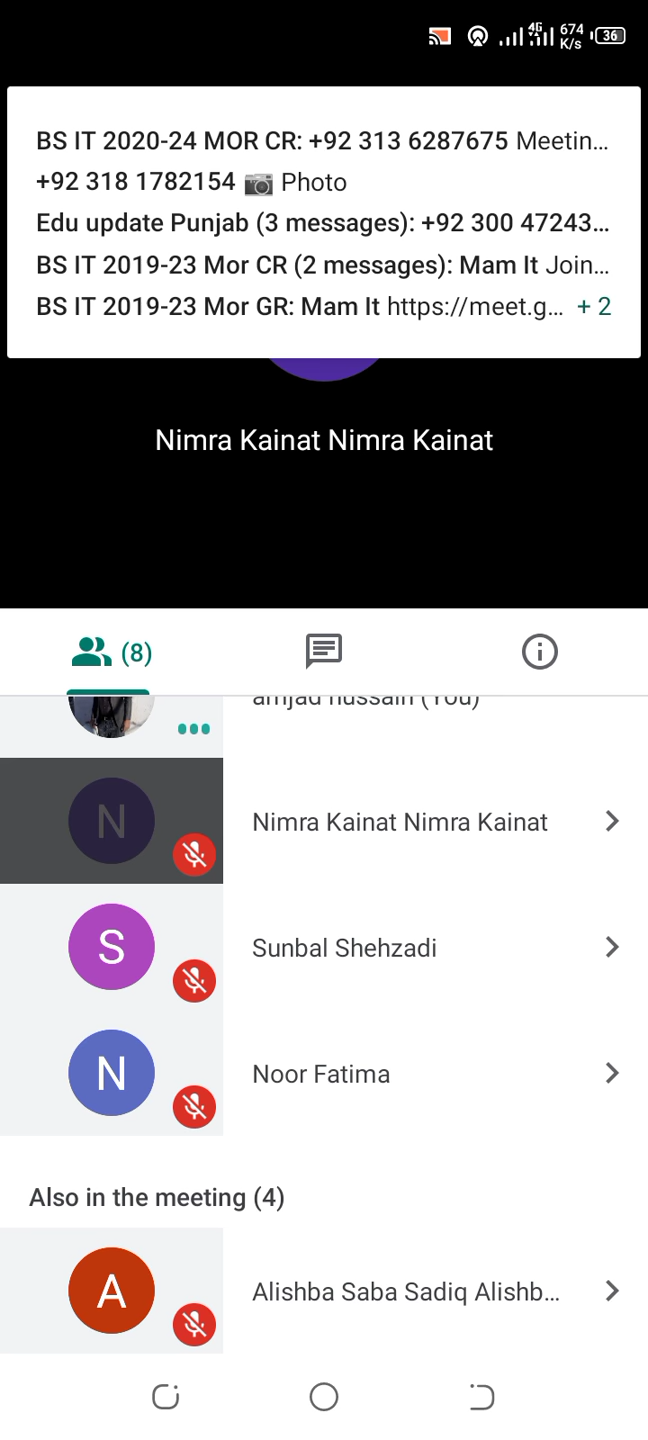 4G 674 K/s 36
BS IT 2020-24 MOR CR: +92 313 6287675 Meetin...
+92 318 1782154 📷 Photo
Edu update Punjab (3 messages): +92 300 47243...
BS IT 2019-23 Mor CR (2 messages): Mam It Join...
BS IT 2019-23 Mor GR: Mam It https://meet.g... + 2
Nimra Kainat Nimra Kainat
(8)
amjad hussain (You)
N
Nimra Kainat Nimra Kainat
S
Sunbal Shehzadi
N
Noor Fatima
Also in the meeting (4)
A
Alishba Saba Sadiq Alishb...